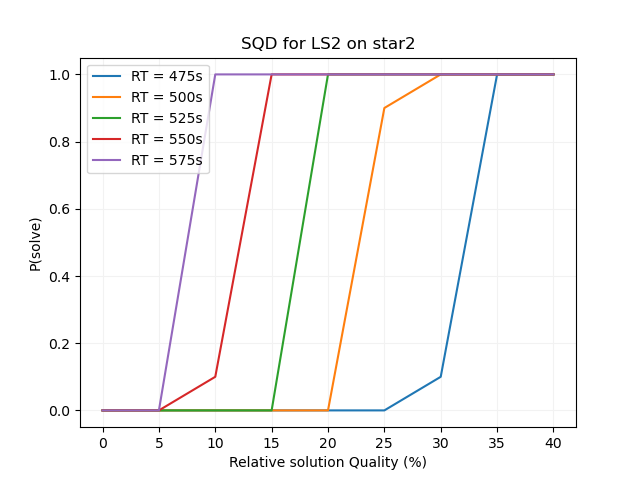 SQD for LS2 on star2
RT = 475s
RT = 500s
RT = 525s
RT = 550s
RT = 575s
P(solve)
1.0
0.8
0.6
0.4
0.2
0.0
0 5 10 15 20 25 30 35 40
Relative solution Quality (%)